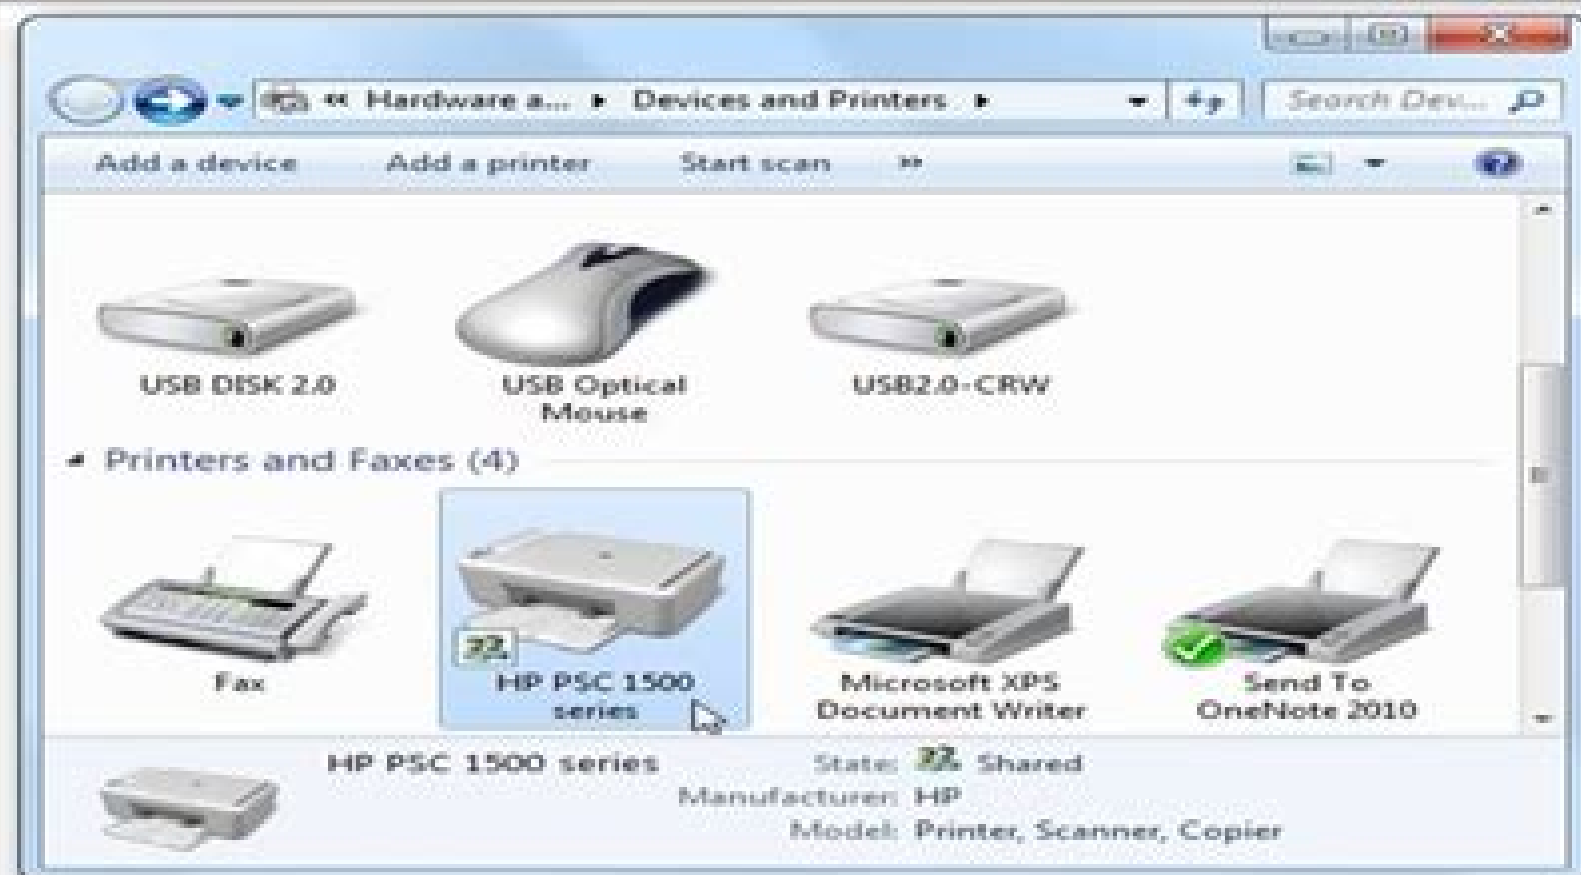 « Hardware a... ▸ Devices and Printers ▸ Search Dev...
Add a device Add a printer Start scan »
USB DISK 2.0
USB Optical
Mouse
USB2.0-CRW
Printers and Faxes (4)
Fax
HP PSC 1500
series
Microsoft XPS
Document Writer
Send To
OneNote 2010
HP PSC 1500 series
State: Shared
Manufacturer: HP
Model: Printer, Scanner, Copier